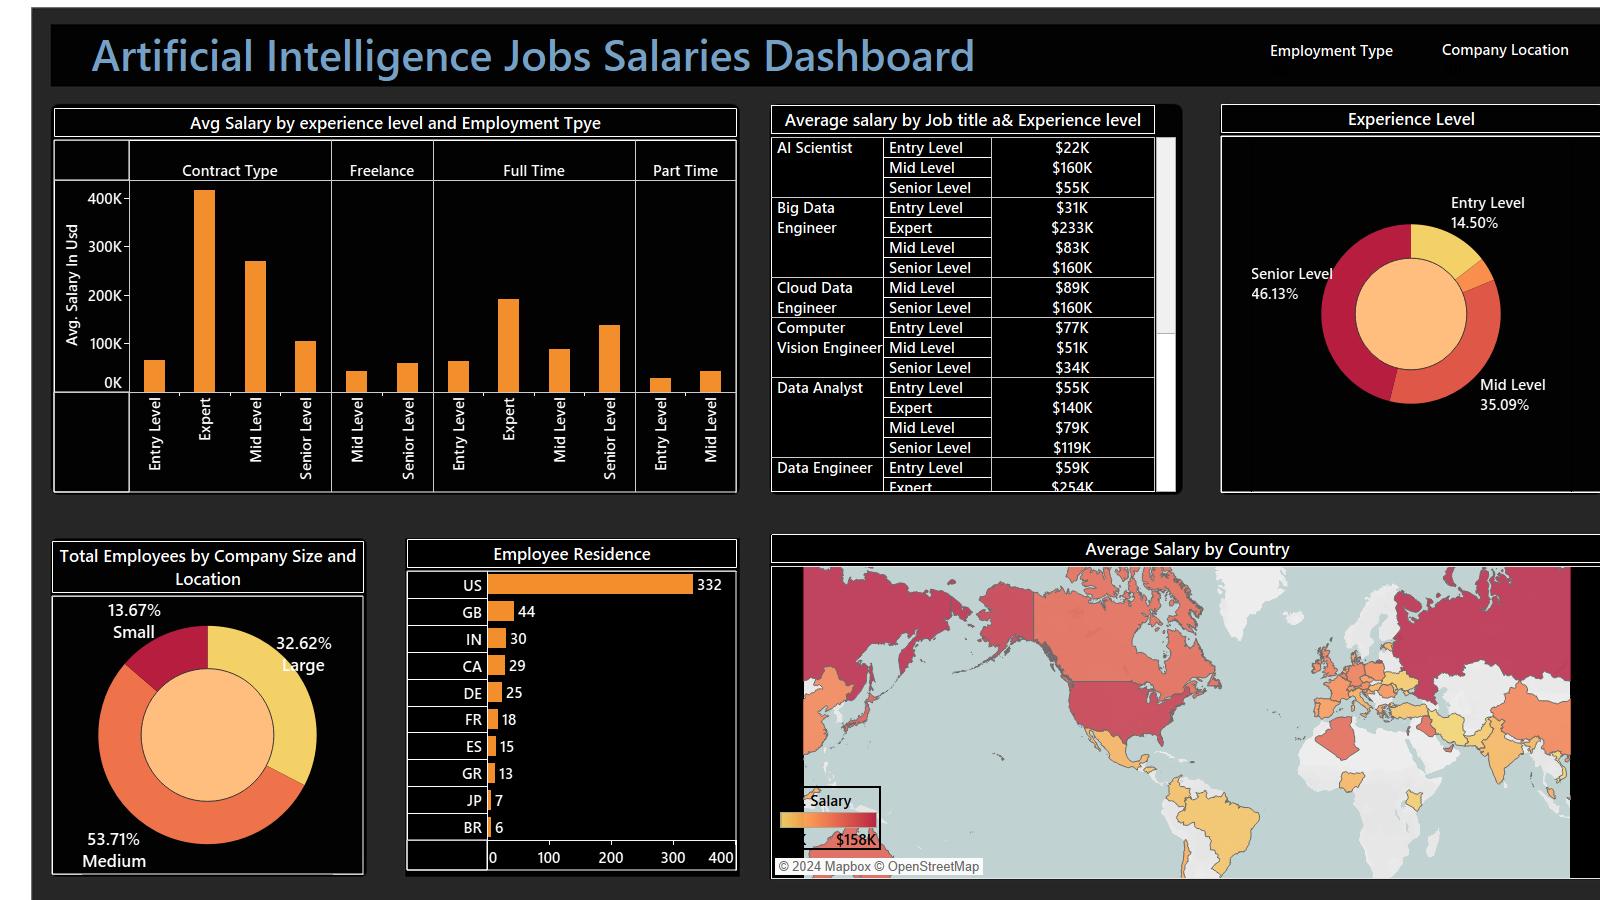 Artificial Intelligence Jobs Salaries Dashboard
Employment Type
Company Location
Avg Salary by experience level and Employment Tpye
Contract Type
Freelance
Full Time
Part Time
Avg. Salary In Usd
400K
300K
200K
100K
0K
Entry Level
Expert
Mid Level
Senior Level
Mid Level
Senior Level
Entry Level
Expert
Mid Level
Senior Level
Entry Level
Mid Level
Average salary by Job title a& Experience level
AI Scientist Entry Level $22K
Mid Level $160K
Senior Level $55K
Big Data Entry Level $31K
Engineer Expert $233K
Mid Level $83K
Senior Level $160K
Cloud Data Mid Level $89K
Engineer Senior Level $160K
Computer Entry Level $77K
Vision Engineer Mid Level $51K
Senior Level $34K
Data Analyst Entry Level $55K
Expert $140K
Mid Level $79K
Senior Level $119K
Data Engineer Entry Level $59K
Expert $254K
Experience Level
Entry Level
14.50%
Senior Level
46.13%
Mid Level
35.09%
Total Employees by Company Size and
Location
13.67%
Small
32.62%
Large
53.71%
Medium
Employee Residence
US 332
GB 44
IN 30
CA 29
DE 25
FR 18
ES 15
GR 13
JP 7
BR 6
0 100 200 300 400
Average Salary by Country
Salary
$158K
© 2024 Mapbox © OpenStreetMap